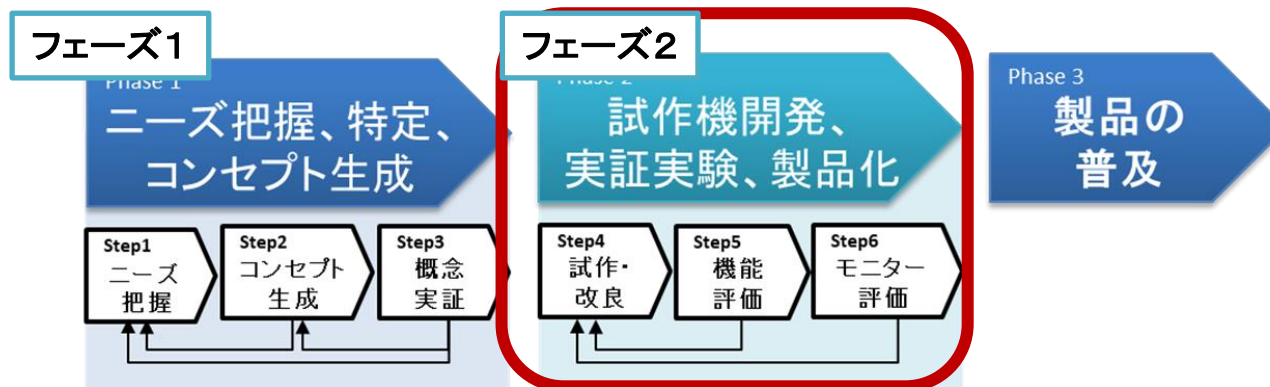 フェーズ1
Phase 1
ニーズ把握、特定、
コンセプト生成
Step1
ニーズ
把握
Step2
コンセプト
生成
Step3
概念
実証
フェーズ2
Phase 2
試作機開発、
実証実験、製品化
Step4
試作・
改良
Step5
機能
評価
Step6
モニター
評価
Phase 3
製品の
普及